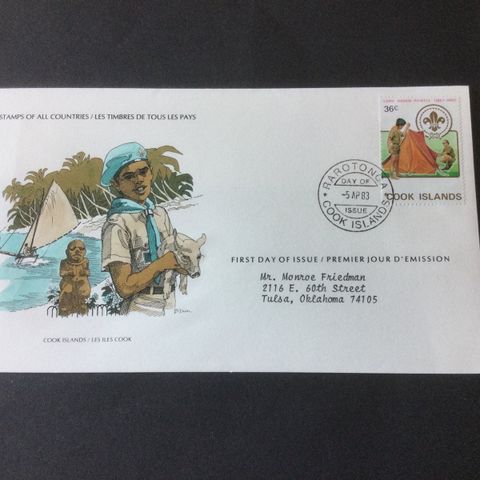 STAMPS OF ALL COUNTRIES / LES TIMBRES DE TOUS LES PAYS
36c
COOK ISLANDS
RAROTONGA
DAY OF
-5 AP 83
ISSUE
COOK ISLANDS
FIRST DAY OF ISSUE / PREMIER JOUR D'EMISSION
Mr. Monroe Friedman
2116 E. 60th Street
Tulsa, Oklahoma 74105
COOK ISLANDS / LES ILES COOK